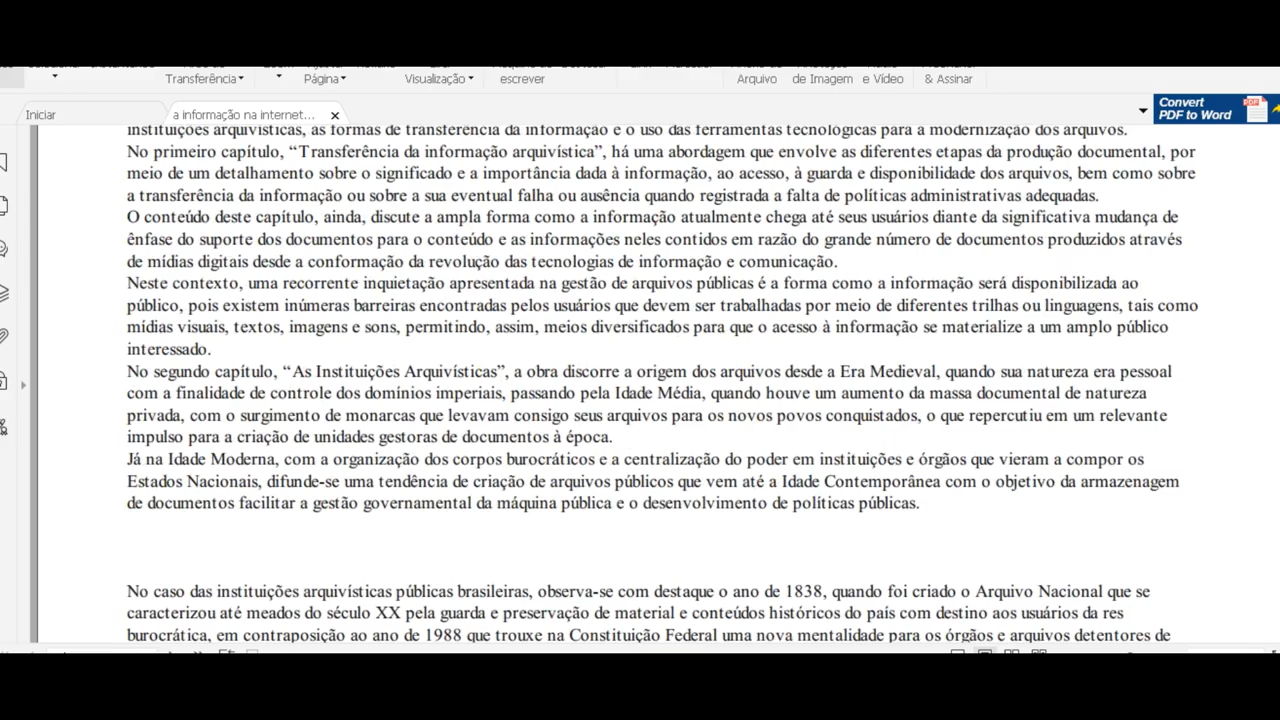 Transferência
Página
Visualização
escrever
Arquivo
de Imagem
e Vídeo
& Assinar
Iniciar
a informação na internet...
Convert
PDF to Word
PDF
instituições arquivísticas, as formas de transferência da informação e o uso das ferramentas tecnológicas para a modernização dos arquivos.
No primeiro capítulo, “Transferência da informação arquivística”, há uma abordagem que envolve as diferentes etapas da produção documental, por
meio de um detalhamento sobre o significado e a importância dada à informação, ao acesso, à guarda e disponibilidade dos arquivos, bem como sobre
a transferência da informação ou sobre a sua eventual falha ou ausência quando registrada a falta de políticas administrativas adequadas.
O conteúdo deste capítulo, ainda, discute a ampla forma como a informação atualmente chega até seus usuários diante da significativa mudança de
ênfase do suporte dos documentos para o conteúdo e as informações neles contidos em razão do grande número de documentos produzidos através
de mídias digitais desde a conformação da revolução das tecnologias de informação e comunicação.
Neste contexto, uma recorrente inquietação apresentada na gestão de arquivos públicas é a forma como a informação será disponibilizada ao
público, pois existem inúmeras barreiras encontradas pelos usuários que devem ser trabalhadas por meio de diferentes trilhas ou linguagens, tais como
mídias visuais, textos, imagens e sons, permitindo, assim, meios diversificados para que o acesso à informação se materialize a um amplo público
interessado.
No segundo capítulo, “As Instituições Arquivísticas”, a obra discorre a origem dos arquivos desde a Era Medieval, quando sua natureza era pessoal
com a finalidade de controle dos domínios imperiais, passando pela Idade Média, quando houve um aumento da massa documental de natureza
privada, com o surgimento de monarcas que levavam consigo seus arquivos para os novos povos conquistados, o que repercutiu em um relevante
impulso para a criação de unidades gestoras de documentos à época.
Já na Idade Moderna, com a organização dos corpos burocráticos e a centralização do poder em instituições e órgãos que vieram a compor os
Estados Nacionais, difunde-se uma tendência de criação de arquivos públicos que vem até a Idade Contemporânea com o objetivo da armazenagem
de documentos facilitar a gestão governamental da máquina pública e o desenvolvimento de políticas públicas.
No caso das instituições arquivísticas públicas brasileiras, observa-se com destaque o ano de 1838, quando foi criado o Arquivo Nacional que se
caracterizou até meados do século XX pela guarda e preservação de material e conteúdos históricos do país com destino aos usuários da res
burocrática, em contraposição ao ano de 1988 que trouxe na Constituição Federal uma nova mentalidade para os órgãos e arquivos detentores de